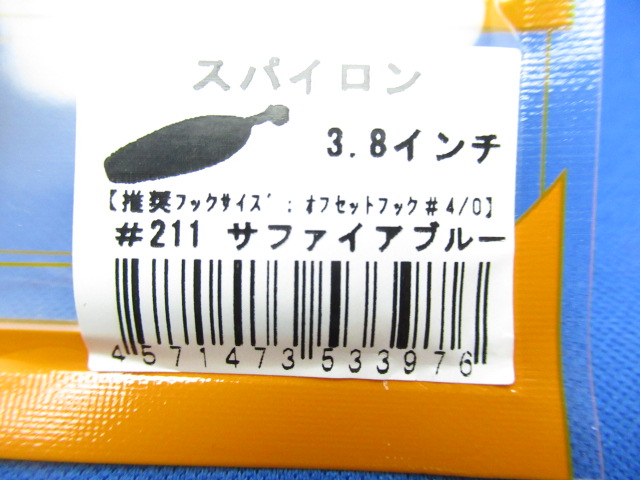 スパイロン
3.8インチ
【推奨フックサイズ：オフセットフック#4/0】
#211 サファイアブルー
4571473533976